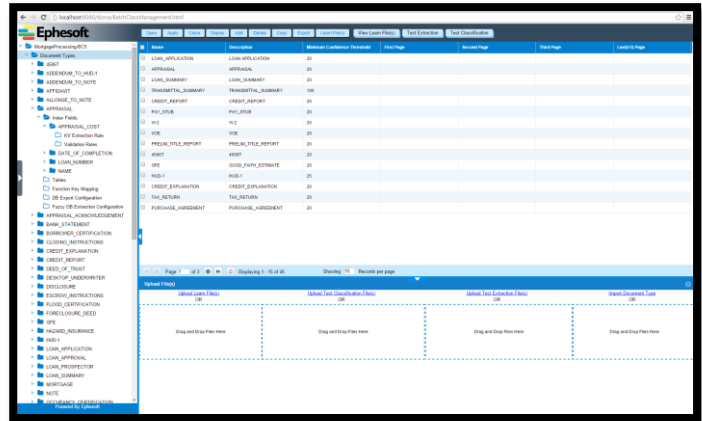 localhost:8080/dcma/BatchClassManagement.html
Ephesoft
Open Apply Clear Deploy Add Delete Copy Export Learn File(s) View Learn File(s) Test Extraction Test Classification
MortgageProcessing-BC5
Document Types
4506T
ADDENDUM_TO_HUD-1
ADDENDUM_TO_NOTE
AFFIDAVIT
ALLONGE_TO_NOTE
APPRAISAL
Index Fields
APPRAISAL_COST
KV Extraction Rule
Validation Rules
DATE_OF_COMPLETION
LOAN_NUMBER
NAME
Tables
Function Key Mapping
DB Export Configuration
Fuzzy DB Extraction Configuration
APPRAISAL_ACKNOWLEDGEMENT
BANK_STATEMENT
BORROWER_CERTIFICATION
CLOSING_INSTRUCTIONS
CREDIT_EXPLANATION
CREDIT_REPORT
DEED_OF_TRUST
DESKTOP_UNDERWRITER
DISCLOSURE
ESCROW_INSTRUCTIONS
FLOOD_CERTIFICATION
FORECLOSURE_DEED
GFE
HAZARD_INSURANCE
HUD-1
LOAN_APPLICATION
LOAN_APPROVAL
LOAN_PROSPECTOR
LOAN_SUMMARY
MORTGAGE
NOTE
OCCUPANCY_CERTIFICATION
Powered By Ephesoft
Name Description Minimum Confidence Threshold First Page Second Page Third Page Last(nth) Page
LOAN_APPLICATION LOAN APPLICATION 20
APPRAISAL APPRAISAL 20
LOAN_SUMMARY LOAN_SUMMARY 20
TRANSMITTAL_SUMMARY TRANSMITTAL_SUMMARY 100
CREDIT_REPORT CREDIT_REPORT 20
PAY_STUB PAY_STUB 20
W-2 W-2 25
VOE VOE 20
PRELIM_TITLE_REPORT PRELIM_TITLE_REPORT 20
4506T 4506T 20
GFE GOOD_FAITH_ESTIMATE 20
HUD-1 HUD-1 25
CREDIT_EXPLANATION CREDIT_EXPLANATION 20
TAX_RETURN TAX_RETURN 20
PURCHASE_AGREEMENT PURCHASE_AGREEMENT 20
Page 1 of 3 Displaying 1 - 15 of 45 Showing 15 Records per page
Upload File(s)
Upload Learn File(s) Upload Test Classification File(s) Upload Test Extraction File(s) Import Document Type
OR OR OR OR
Drag and Drop Files Here Drag and Drop Files Here Drag and Drop Files Here Drag and Drop Files Here